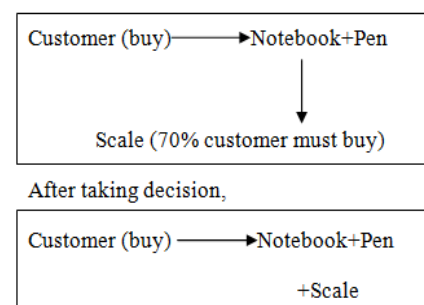 Customer (buy) Notebook+Pen
Scale (70% customer must buy)
After taking decision,
Customer (buy) Notebook+Pen
+Scale